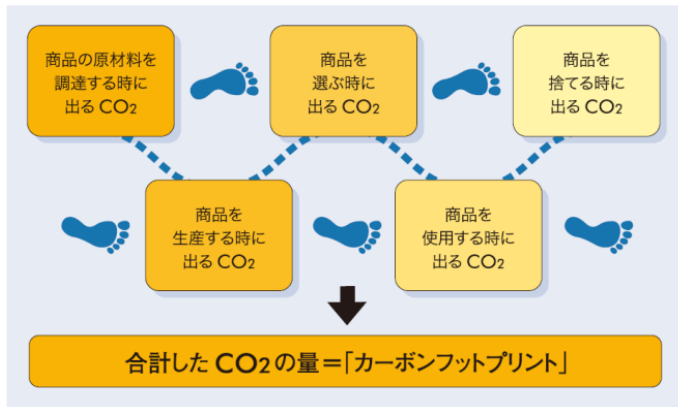 商品の原材料を
調達する時に
出るCO2
商品を
生産する時に
出るCO2
商品を
選ぶ時に
出るCO2
商品を
使用する時に
出るCO2
商品を
捨てる時に
出るCO2
合計したCO2の量=「カーボンフットプリント」